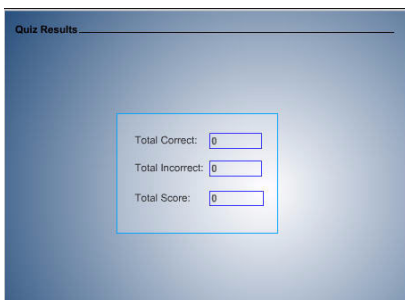 Quiz Results
Total Correct: 0
Total Incorrect: 0
Total Score: 0